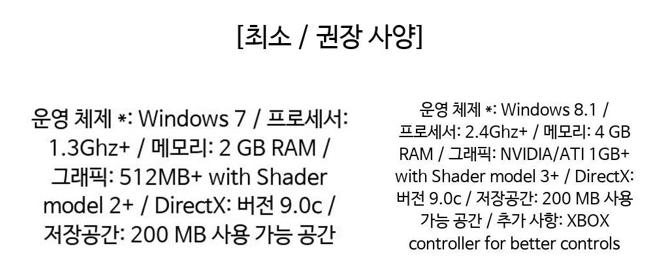 [최소 / 권장 사양]
운영 체제 *: Windows 7 / 프로세서:
1.3Ghz+ / 메모리: 2 GB RAM /
그래픽: 512MB+ with Shader
model 2+ / DirectX: 버전 9.0c /
저장공간: 200 MB 사용 가능 공간
운영 체제 *: Windows 8.1 /
프로세서: 2.4Ghz+ / 메모리: 4 GB
RAM / 그래픽: NVIDIA/ATI 1GB+
with Shader model 3+ / DirectX:
버전 9.0c / 저장공간: 200 MB 사용
가능 공간 / 추가 사항: XBOX
controller for better controls